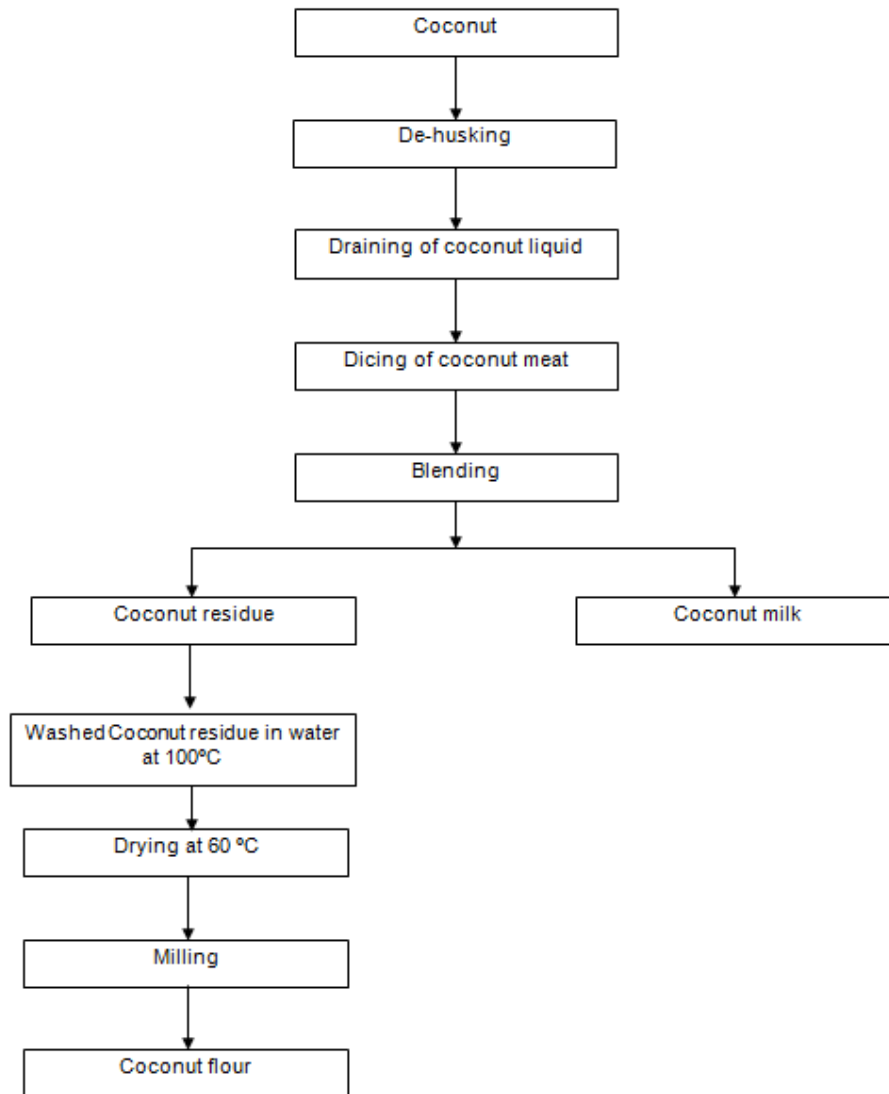 Coconut
De-husking
Draining of coconut liquid
Dicing of coconut meat
Blending
Coconut residue
Coconut milk
Washed Coconut residue in water
at 100ºC
Drying at 60 ºC
Milling
Coconut flour